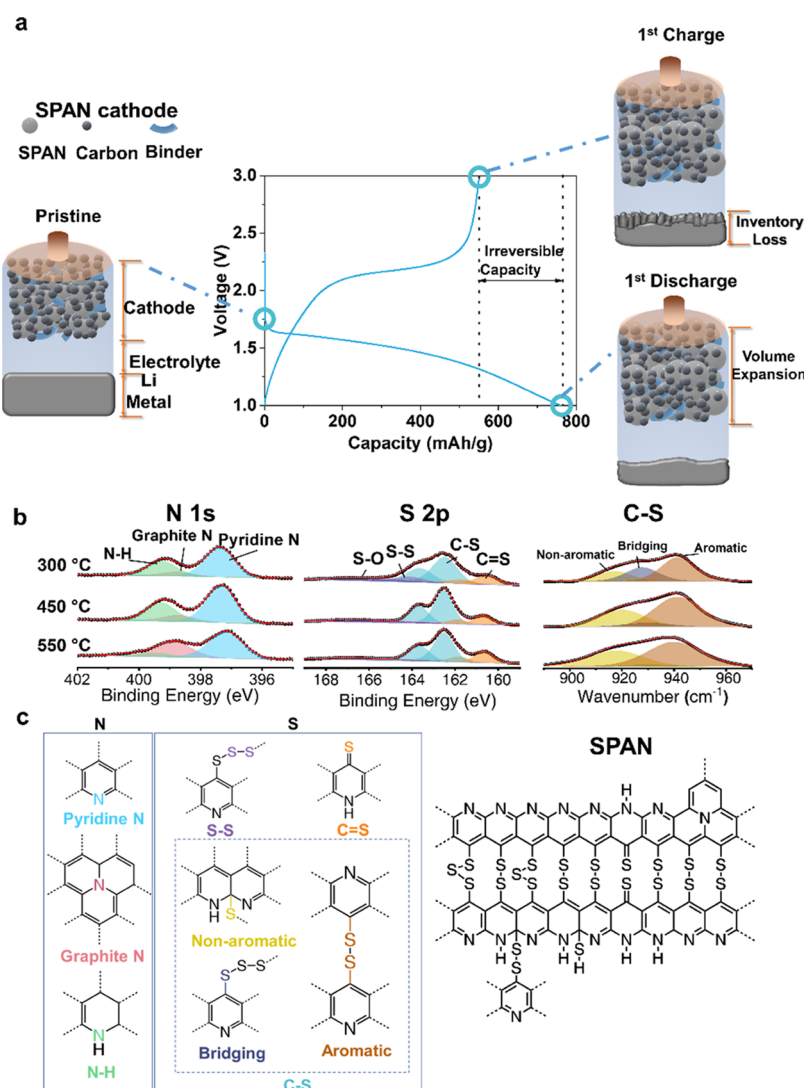 a
1st Charge
SPAN cathode
SPAN Carbon Binder
Pristine
Cathode
Electrolyte
Li
Metal
3.0
2.5
2.0
1.5
1.0
Voltage (V)
0
200
400
600
800
Capacity (mAh/g)
Irreversible
Capacity
Inventory
Loss
1st Discharge
Volume
Expansion
b
N 1s
S 2p
C-S
N-H
Graphite N
Pyridine N
S-O
S-S
C-S
C=S
Non-aromatic
Bridging
Aromatic
300 °C
450 °C
550 °C
402 400 398 396
Binding Energy (eV)
168 166 164 162 160
Binding Energy (eV)
900 920 940 960
Wavenumber (cm-1)
c
N
S
N
Pyridine N
N
Graphite N
N
H
N-H
S S S
N
S-S
S
N
H
C=S
N N
H S
Non-aromatic
S S S
N
Bridging
N
S
S
N
Aromatic
C-S
SPAN
H
N N N N N N N N
S S S S S S S S S
S S S S S S S S S
N N N N N N N N
H S S H H H
S H
N